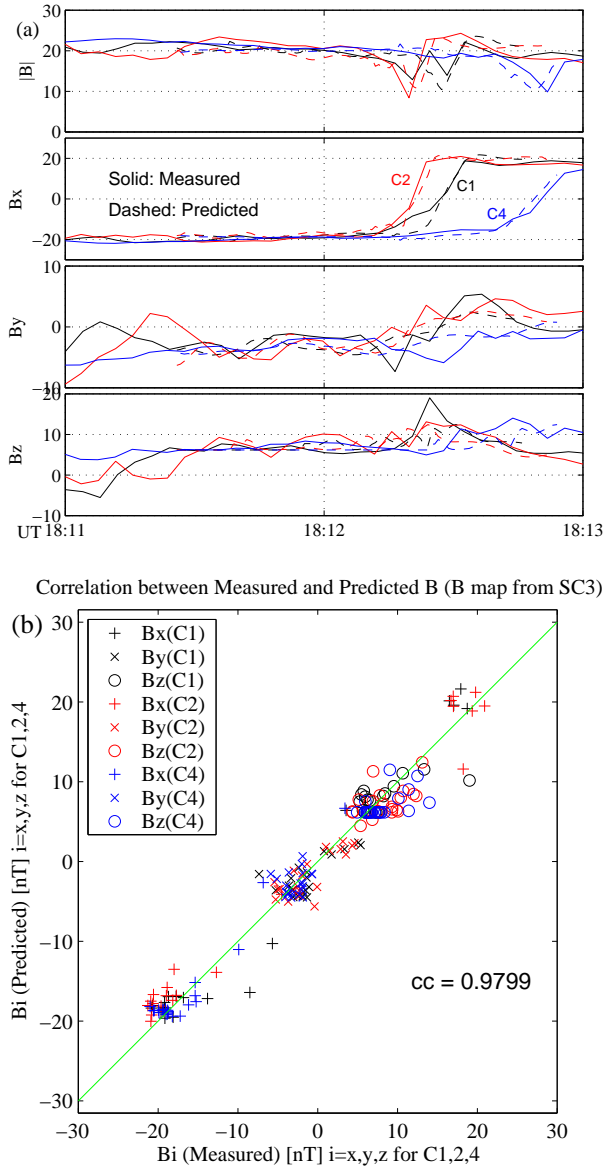 (a)
30
20
10
0
|B|
20
0
−20
Bx
Solid: Measured
Dashed: Predicted
C2
C1
C4
10
0
−10
By
20
10
0
−10
Bz
UT
18:11
18:12
18:13
Correlation between Measured and Predicted B (B map from SC3)
(b)
30
20
10
0
−10
−20
−30
Bi (Predicted) [nT] i=x,y,z for C1,2,4
Bx(C1)
By(C1)
Bz(C1)
Bx(C2)
By(C2)
Bz(C2)
Bx(C4)
By(C4)
Bz(C4)
cc = 0.9799
−30
−20
−10
0
10
20
30
Bi (Measured) [nT] i=x,y,z for C1,2,4